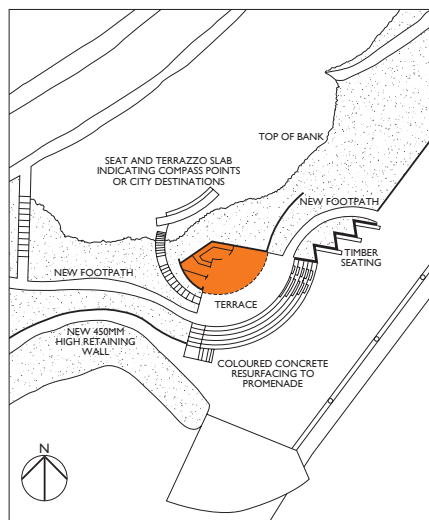 TOP OF BANK
SEAT AND TERRAZZO SLAB
INDICATING COMPASS POINTS
OR CITY DESTINATIONS
NEW FOOTPATH
TIMBER
SEATING
NEW FOOTPATH
TERRACE
NEW 450MM
HIGH RETAINING
WALL
COLOURED CONCRETE
RESURFACING TO
PROMENADE
N